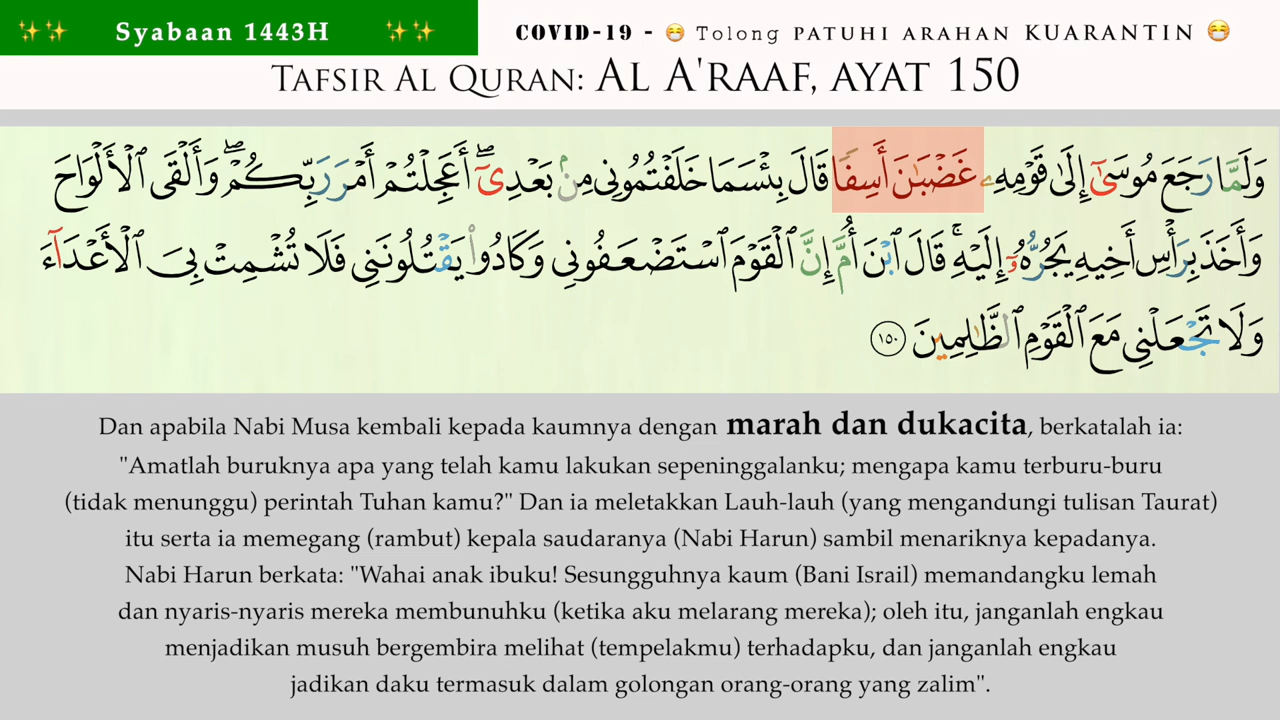 ✨✨ Syabaan 1443H ✨✨
COVID-19 - 😷 Tolong PATUHI ARAHAN KUARANTIN 😷
TAFSIR AL QURAN: AL A'RAAF, AYAT 150
وَلَمَّا رَجَعَ مُوسَىٰٓ إِلَىٰ قَوْمِهِۦ غَضْبَـٰنَ أَسِفًا قَالَ بِئْسَمَا خَلَفْتُمُونِى مِنۢ بَعْدِىٓ ۖ أَعَجِلْتُمْ أَمْرَ رَبِّكُمْ ۖ وَأَلْقَى ٱلْأَلْوَاحَ
وَأَخَذَ بِرَأْسِ أَخِيهِ يَجُرُّهُۥٓ إِلَيْهِ ۚ قَالَ ٱبْنَ أُمَّ إِنَّ ٱلْقَوْمَ ٱسْتَضْعَفُونِى وَكَادُوا۟ يَقْتُلُونَنِى فَلَا تُشْمِتْ بِىَ ٱلْأَعْدَآءَ
وَلَا تَجْعَلْنِى مَعَ ٱلْقَوْمِ ٱلظَّـٰلِمِينَ ١٥٠
Dan apabila Nabi Musa kembali kepada kaumnya dengan marah dan dukacita, berkatalah ia:
"Amatlah buruknya apa yang telah kamu lakukan sepeninggalanku; mengapa kamu terburu-buru
(tidak menunggu) perintah Tuhan kamu?" Dan ia meletakkan Lauh-lauh (yang mengandungi tulisan Taurat)
itu serta ia memegang (rambut) kepala saudaranya (Nabi Harun) sambil menariknya kepadanya.
Nabi Harun berkata: "Wahai anak ibuku! Sesungguhnya kaum (Bani Israil) memandangku lemah
dan nyaris-nyaris mereka membunuhku (ketika aku melarang mereka); oleh itu, janganlah engkau
menjadikan musuh bergembira melihat (tempelakmu) terhadapku, dan janganlah engkau
jadikan daku termasuk dalam golongan orang-orang yang zalim".